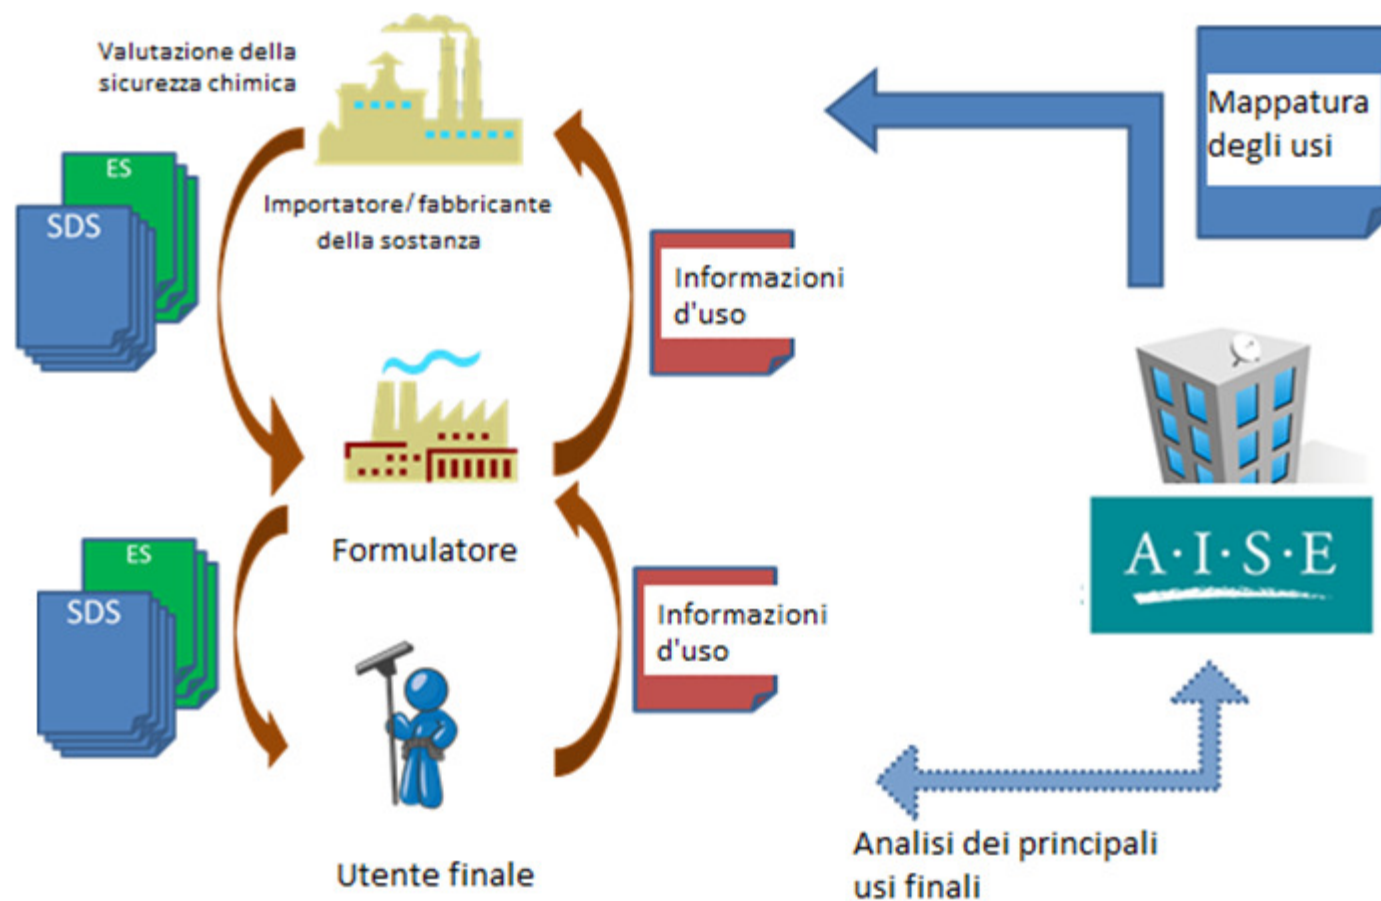 Valutazione della
sicurezza chimica
Mappatura
degli usi
ES
SDS
Importatore/fabbricante
della sostanza
Informazioni
d'uso
Formulatore
A·I·S·E
ES
SDS
Informazioni
d'uso
Analisi dei principali
usi finali
Utente finale